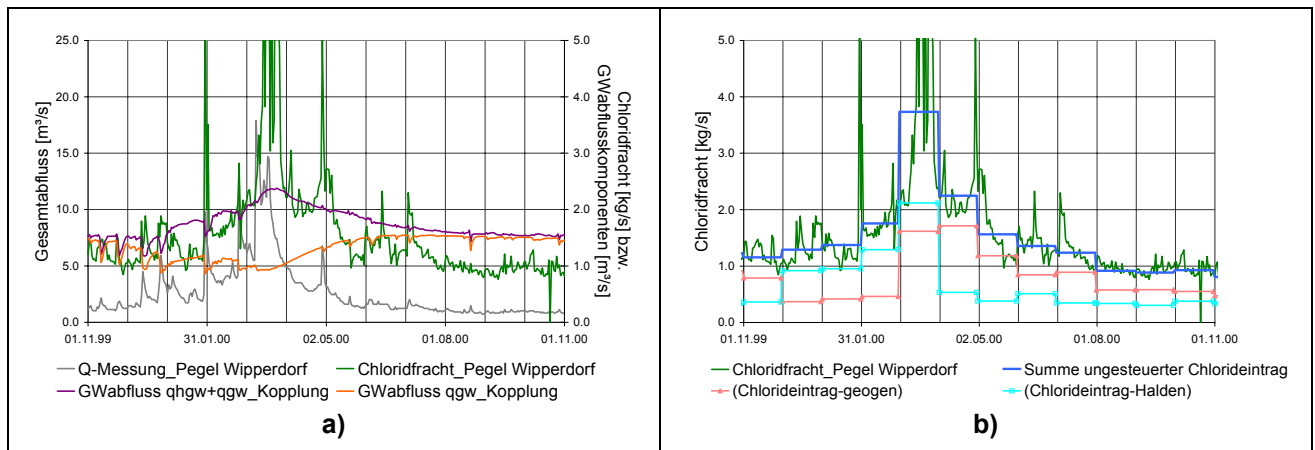 25.0
20.0
15.0
10.0
5.0
0.0
Gesamtabfluss [m³/s]
5.0
4.0
3.0
2.0
1.0
0.0
Chloridfracht [kg/s] bzw.
GWabflusskomponenten [m³/s]
01.11.99 31.01.00 02.05.00 01.08.00 01.11.00
Q-Messung_Pegel Wipperdorf Chloridfracht_Pegel Wipperdorf
GWabfluss qhgw+qgw_Kopplung GWabfluss qgw_Kopplung
a)
5.0
4.0
3.0
2.0
1.0
0.0
Chloridfracht [kg/s]
01.11.99 31.01.00 02.05.00 01.08.00 01.11.00
Chloridfracht_Pegel Wipperdorf Summe ungesteuerter Chlorideintrag
(Chlorideintrag-geogen) (Chlorideintrag-Halden)
b)